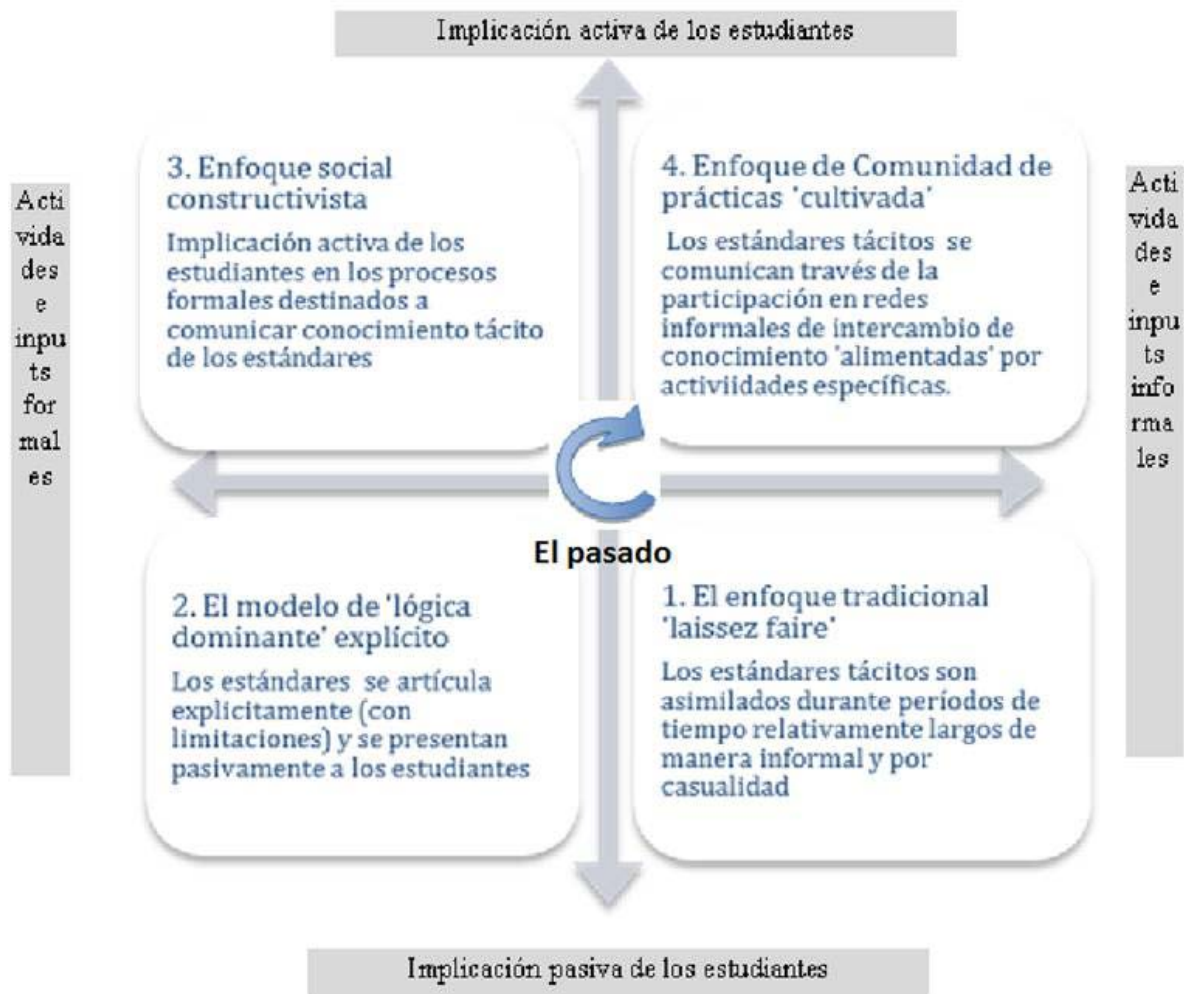 Implicación activa de los estudiantes
Acti
vida
des
e
inpu
ts
for
mal
es
3. Enfoque social
constructivista
Implicación activa de los
estudiantes en los procesos
formales destinados a
comunicar conocimiento tácito
de los estándares
4. Enfoque de Comunidad de
prácticas 'cultivada'
Los estándares tácitos se
comunican través de la
participación en redes
informales de intercambio de
conocimiento 'alimentadas' por
activiidades específicas.
Acti
vida
des
e
inpu
ts
info
rma
les
El pasado
2. El modelo de 'lógica
dominante' explícito
Los estándares se artícula
explicitamente (con
limitaciones) y se presentan
pasivamente a los estudiantes
1. El enfoque tradicional
'laissez faire'
Los estándares tácitos son
asimilados durante períodos de
tiempo relativamente largos de
manera informal y por
casualidad
Implicación pasiva de los estudiantes